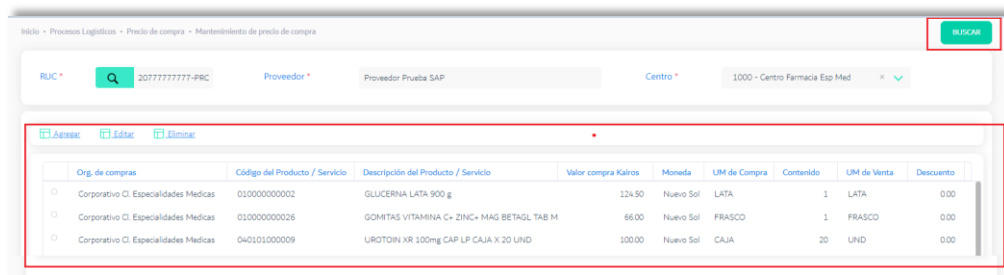 Inicio • Procesos Logísticos • Precio de compra • Mantenimiento de precio de compra
BUSCAR
RUC * 20777777777-PRC Proveedor * Proveedor Prueba SAP Centro * 1000 - Centro Farmacia Esp Med ×
Agregar Editar Eliminar
Org. de compras Código del Producto / Servicio Descripción del Producto / Servicio Valor compra Kairos Moneda UM de Compra Contenido UM de Venta Descuento
Corporativo Cl. Especialidades Medicas 010000000002 GLUCERNA LATA 900 g 124.50 Nuevo Sol LATA 1 LATA 0.00
Corporativo Cl. Especialidades Medicas 010000000026 GOMITAS VITAMINA C+ ZINC+ MAG BETAGL TAB M 66.00 Nuevo Sol FRASCO 1 FRASCO 0.00
Corporativo Cl. Especialidades Medicas 040101000009 UROTOIN XR 100mg CAP LP CAJA X 20 UND 100.00 Nuevo Sol CAJA 20 UND 0.00